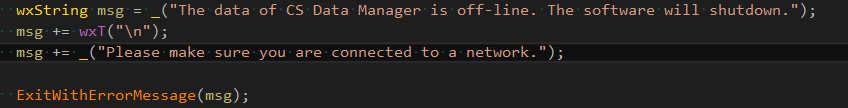 wxString msg = _("The data of CS Data Manager is off-line. The software will shutdown.");
msg += wxT("\n");
msg += _("Please make sure you are connected to a network.");
ExitWithErrorMessage(msg);